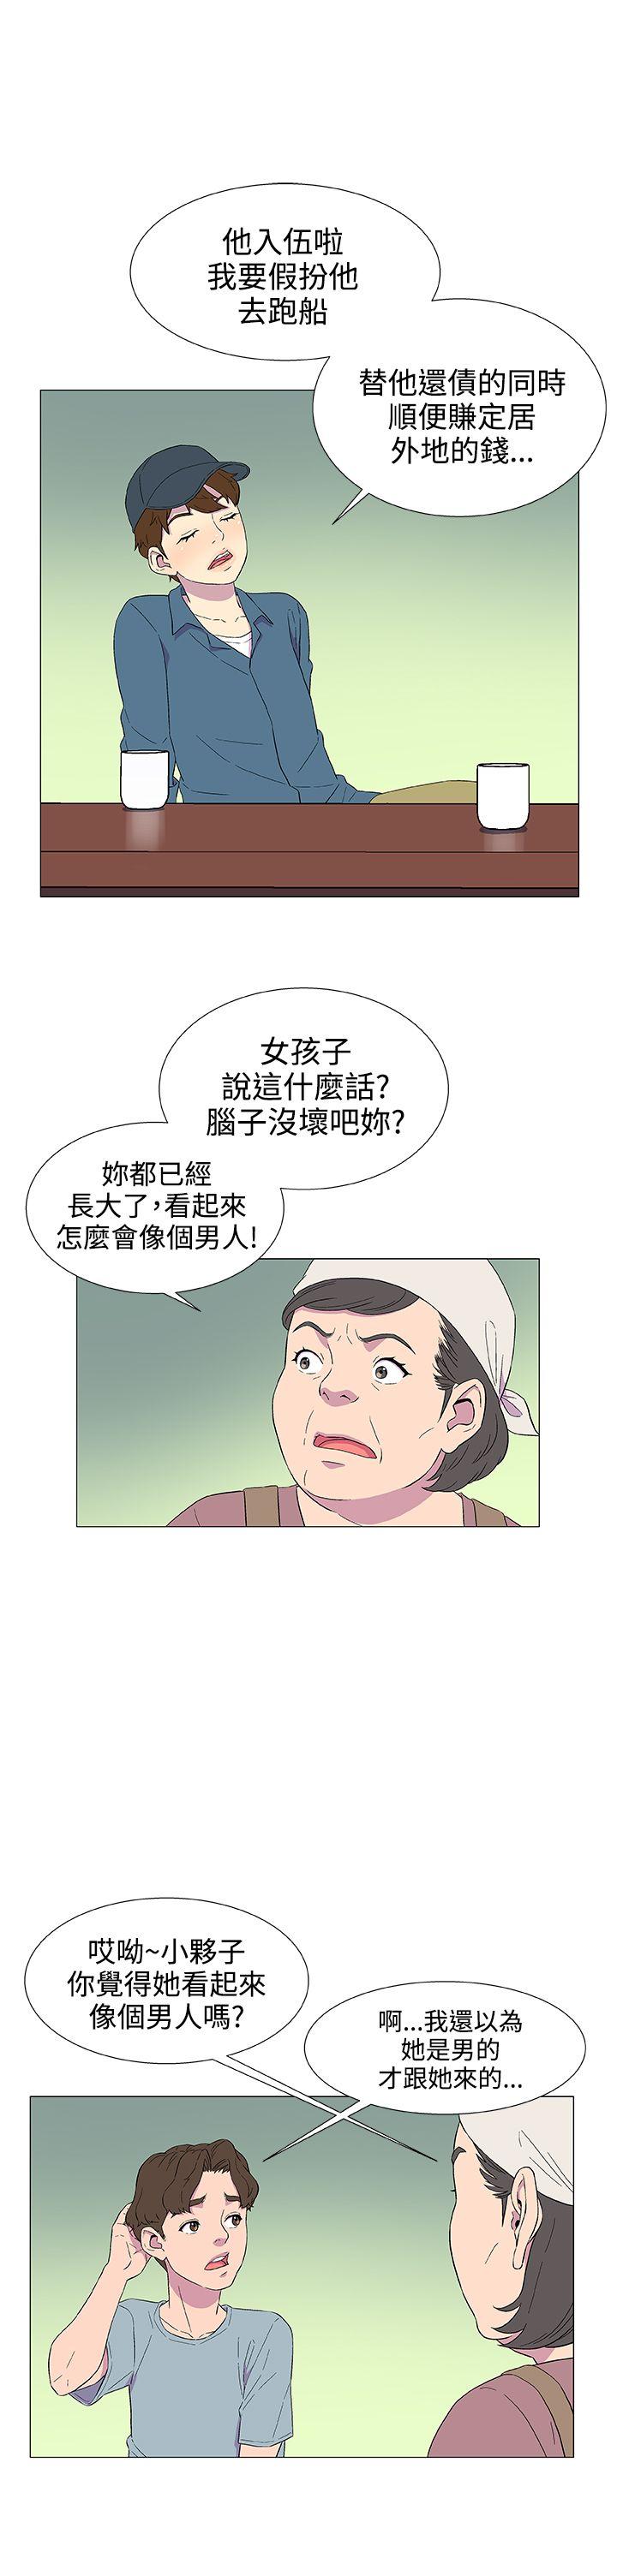 他入伍啦
我要假扮他
去跑船
替他還債的同時
順便賺定居
外地的錢...
女孩子
說這什麼話?
腦子沒壞吧妳?
妳都已經
長大了,看起來
怎麼會像個男人!
哎呦~小夥子
你覺得她看起來
像個男人嗎?
啊...我還以為
她是男的
才跟她來的...